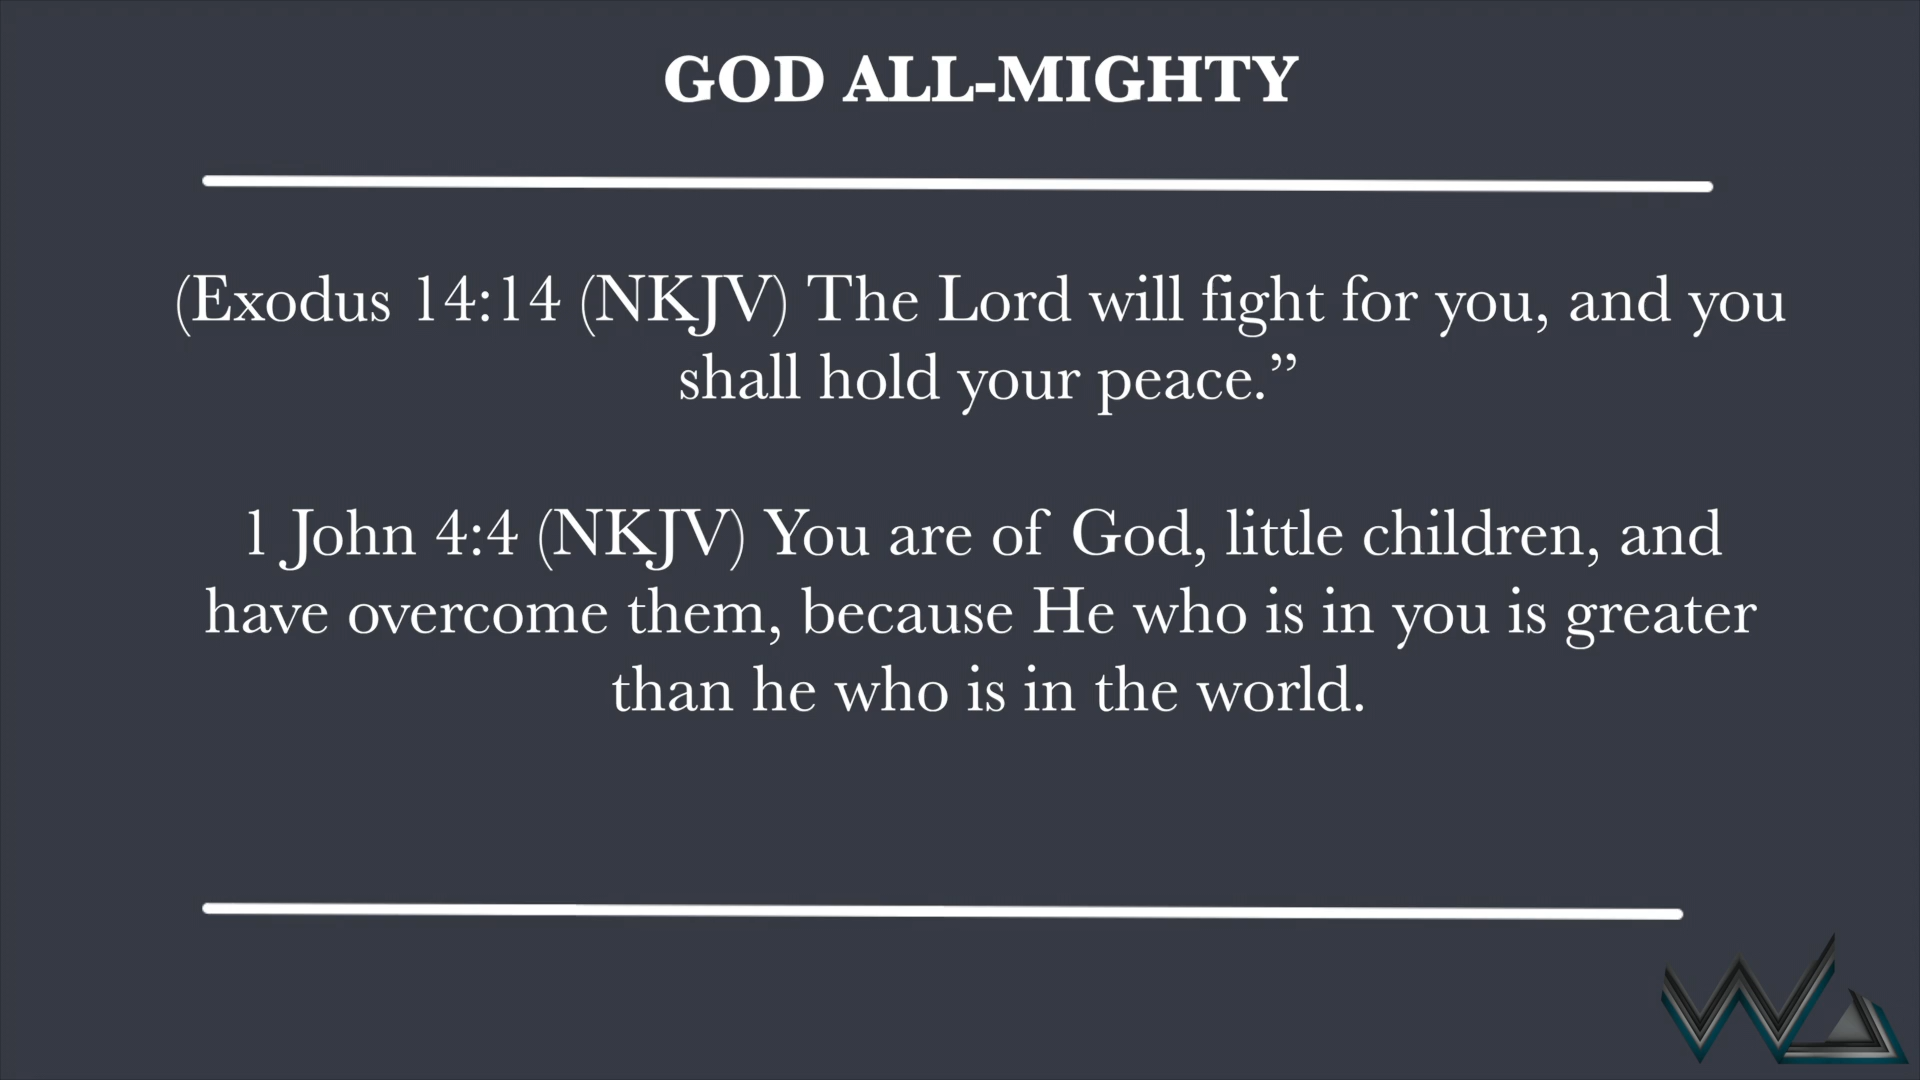 GOD ALL-MIGHTY
(Exodus 14:14 (NKJV) The Lord will fight for you, and you
shall hold your peace.”
1 John 4:4 (NKJV) You are of God, little children, and
have overcome them, because He who is in you is greater
than he who is in the world.